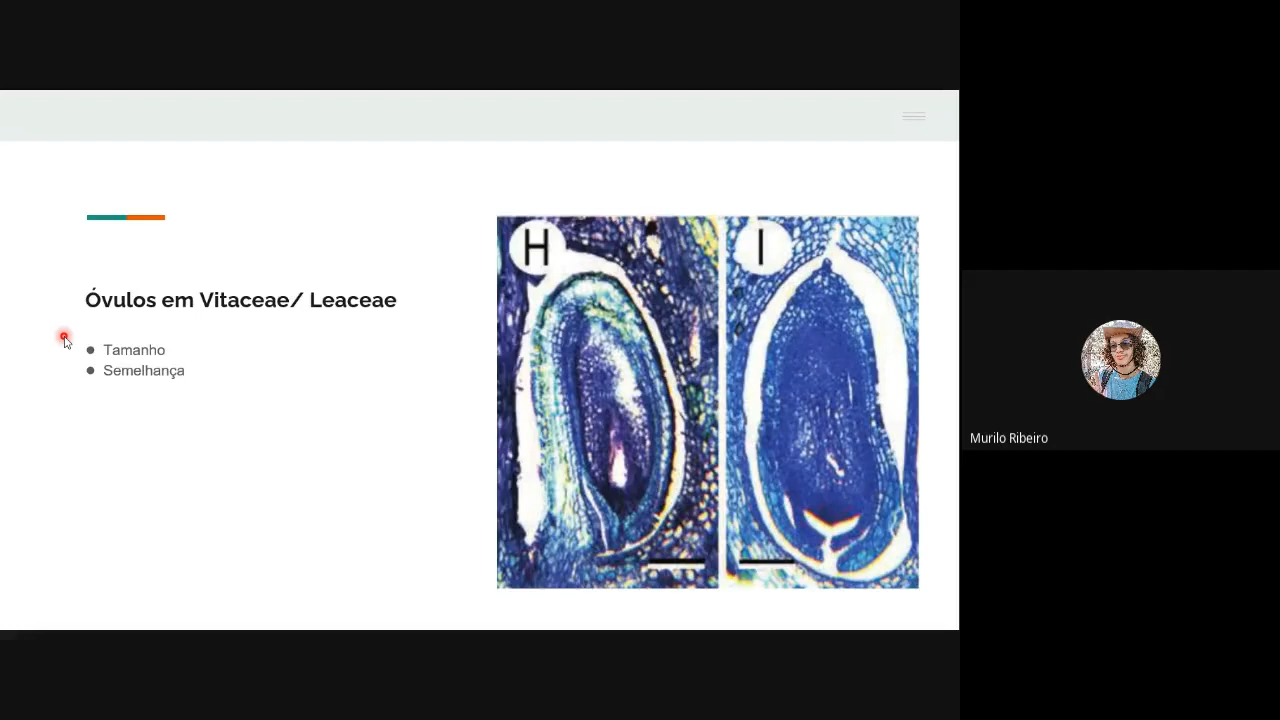 H
I
Óvulos em Vitaceae/ Leaceae
● Tamanho
● Semelhança
Murilo Ribeiro